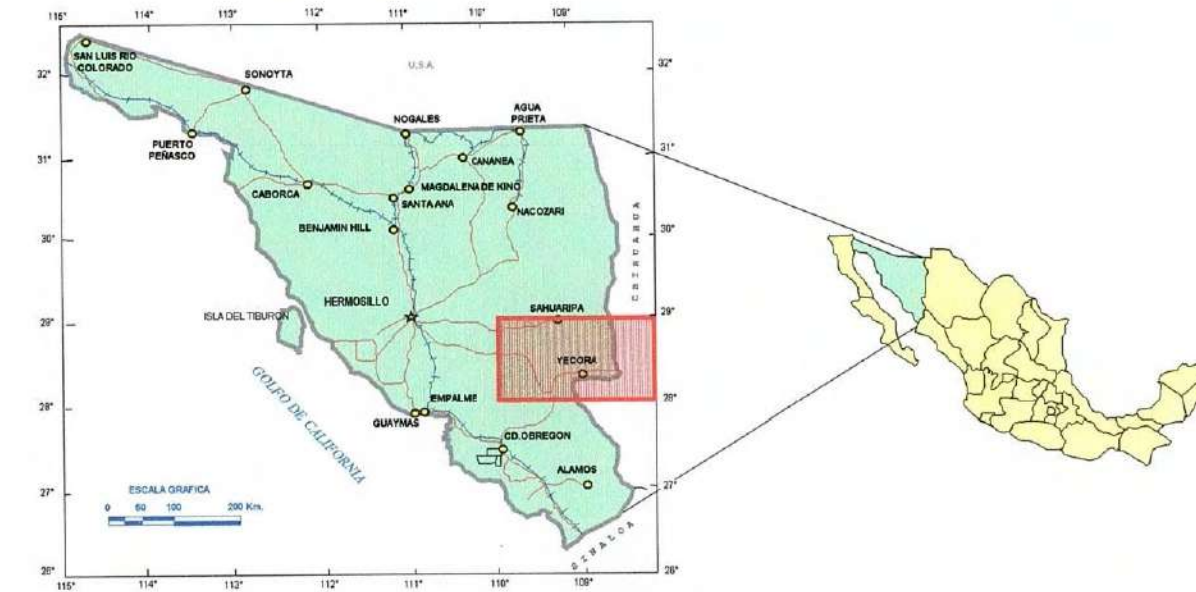 115° 113° 112° 111° 110° 109°
SAN LUIS RIO
COLORADO
SONOYTA
U.S.A
32° 32°
NOGALES
AGUA
PRIETA
PUERTO
PEÑASCO
31° 31°
CANANEA
CABORCA
MAGDALENA DE KINO
SANTA ANA
NACOZARI
BENJAMIN HILL
30° 30°
CHIHUAHUA
HERMOSILLO
SAHUARIPA
ISLA DEL TIBURON
29° 29°
YECORA
GOLFO DE CALIFORNIA
EMPALME
28° 28°
GUAYMAS
CD.OBREGON
ALAMOS
27° 27°
ESCALA GRAFICA
0 50 100 200 Km.
SINALOA
26° 26°
115° 114° 113° 112° 111° 110° 109°